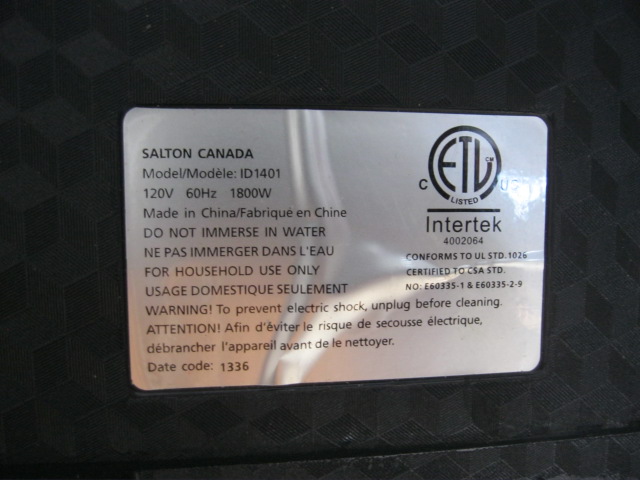 SALTON CANADA
Model/Modèle: ID1401
120V 60Hz 1800W
Made in China/Fabriqué en Chine
DO NOT IMMERSE IN WATER
NE PAS IMMERGER DANS L'EAU
FOR HOUSEHOLD USE ONLY
USAGE DOMESTIQUE SEULEMENT
WARNING! To prevent electric shock, unplug before cleaning.
ATTENTION! Afin d'éviter le risque de secousse électrique,
débrancher l'appareil avant de le nettoyer.
Date code: 1336
ETL CM
C US
LISTED
Intertek
4002064
CONFORMS TO UL STD.1026
CERTIFIED TO CSA STD.
NO: E60335-1 & E60335-2-9